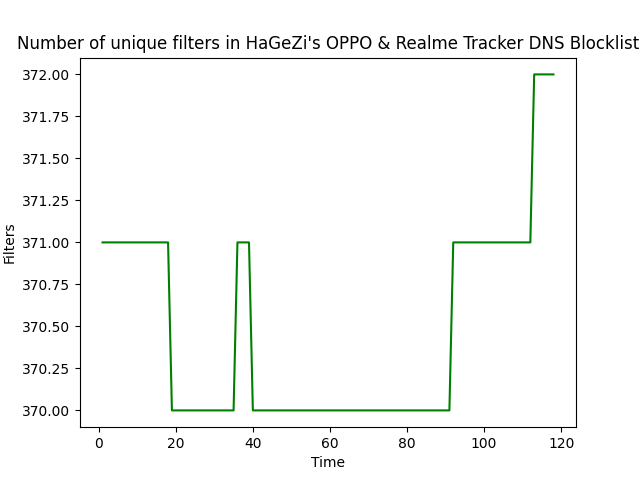 Number of unique filters in HaGeZi's OPPO & Realme Tracker DNS Blocklist
372.00
371.75
371.50
371.25
371.00
370.75
370.50
370.25
370.00
Filters
0 20 40 60 80 100 120
Time